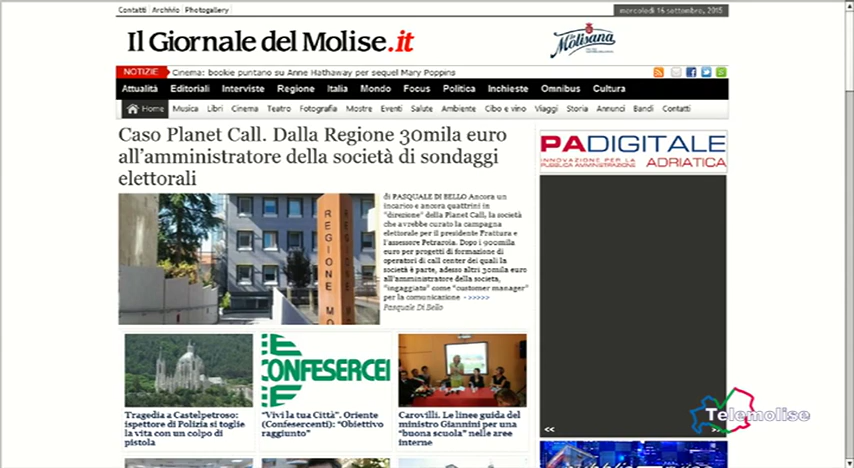 Contatti Archivio Photogallery
mercoledì 16 settembre, 2015
Il Giornale del Molise.it
la Molisana
NOTIZIE Cinema: bookie puntano su Anne Hathaway per sequel Mary Poppins
Attualità Editoriali Interviste Regione Italia Mondo Focus Politica Inchieste Omnibus Cultura
Home Musica Libri Cinema Teatro Fotografia Mostre Eventi Salute Ambiente Cibo e vino Viaggi Storia Annunci Bandi Contatti
Caso Planet Call. Dalla Regione 30mila euro
all'amministratore della società di sondaggi
elettorali
REGIONE MO
di PASQUALE DI BELLO Ancora un
incarico e ancora quattrini in
"direzione" della Planet Call, la società
che avrebbe curato la campagna
elettorale per il presidente Frattura e
l'assessore Petraroia. Dopo i 900mila
euro per progetti di formazione di
operatori di call center dei quali la
società è parte, adesso altri 30mila euro
all'amministratore della società,
"ingaggiato" come "customer manager"
per la comunicazione ->>>>>
Pasquale Di Bello
PADIGITALE
INNOVAZIONE PER LA
PUBBLICA AMMINISTRAZIONE
ADRIATICA
CONFESERCE
Tragedia a Castelpetroso:
ispettore di Polizia si toglie
la vita con un colpo di
pistola
"Vivi la tua Città". Oriente
(Confesercenti): "Obiettivo
raggiunto"
Carovilli. Le linee guida del
ministro Giannini per una
"buona scuola" nelle aree
interne
<< >>
Telemolise